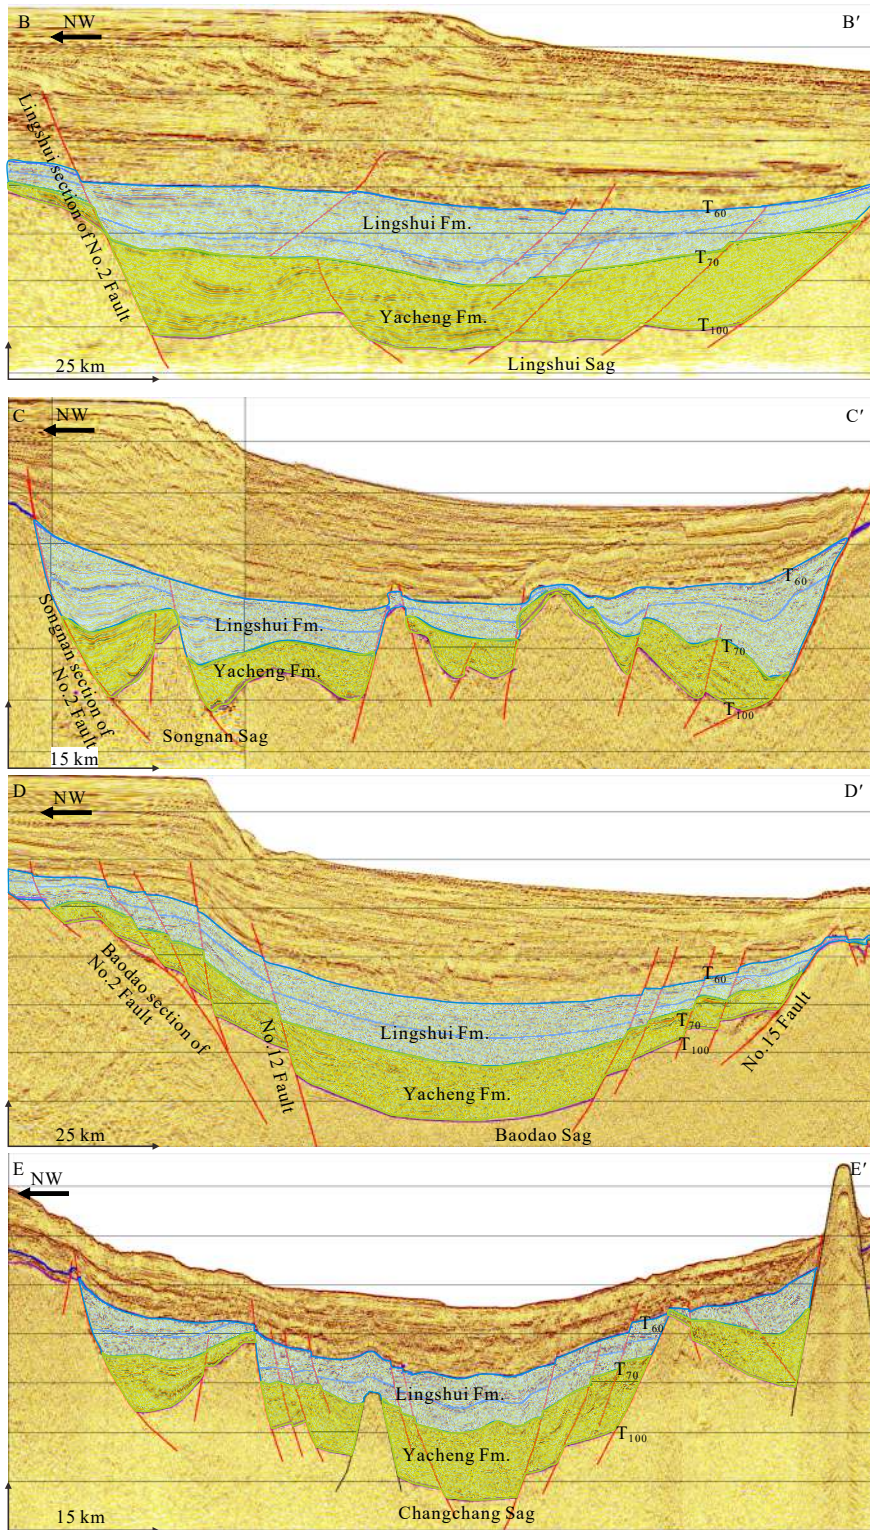 B NW B′
Lingshui section of No.2 Fault
Lingshui Fm.
T60
T70
Yacheng Fm.
T100
Lingshui Sag
25 km
C NW C′
T60
Songnan section of
No.2 Fault
Lingshui Fm.
Yacheng Fm.
T70
T100
Songnan Sag
15 km
D NW D′
Baodao section of
No.2 Fault
T60
Lingshui Fm.
T70
T100
No.12 Fault
No.15 Fault
Yacheng Fm.
Baodao Sag
25 km
E NW E′
T60
T70
Lingshui Fm.
T100
Yacheng Fm.
Changchang Sag
15 km